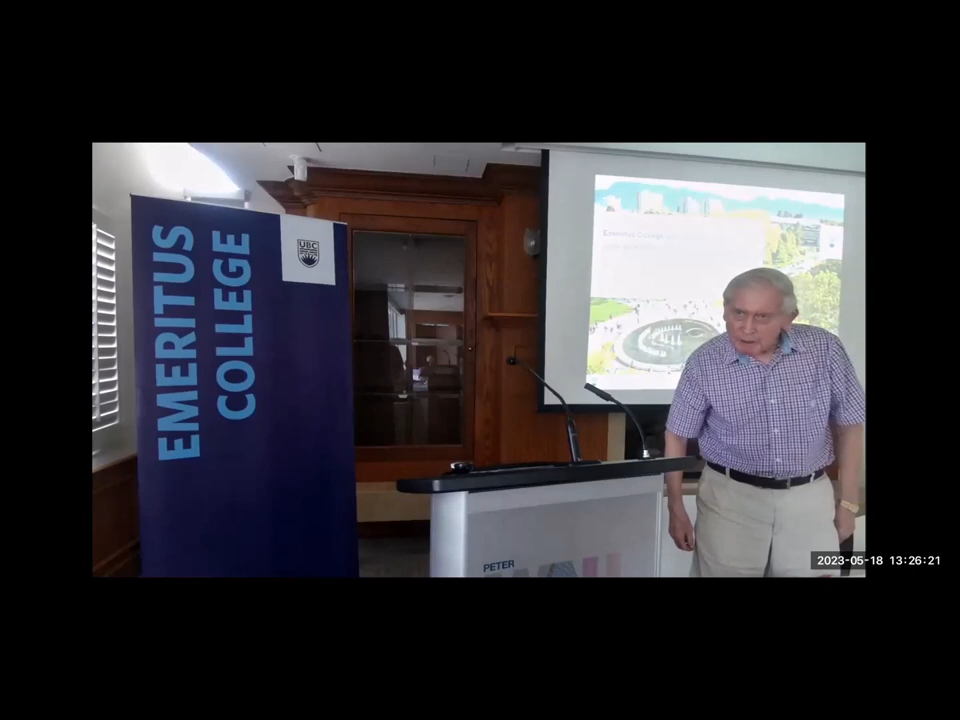 EMERITUS
COLLEGE
UBC
Emeritus College
PETER
2023-05-18 13:26:21